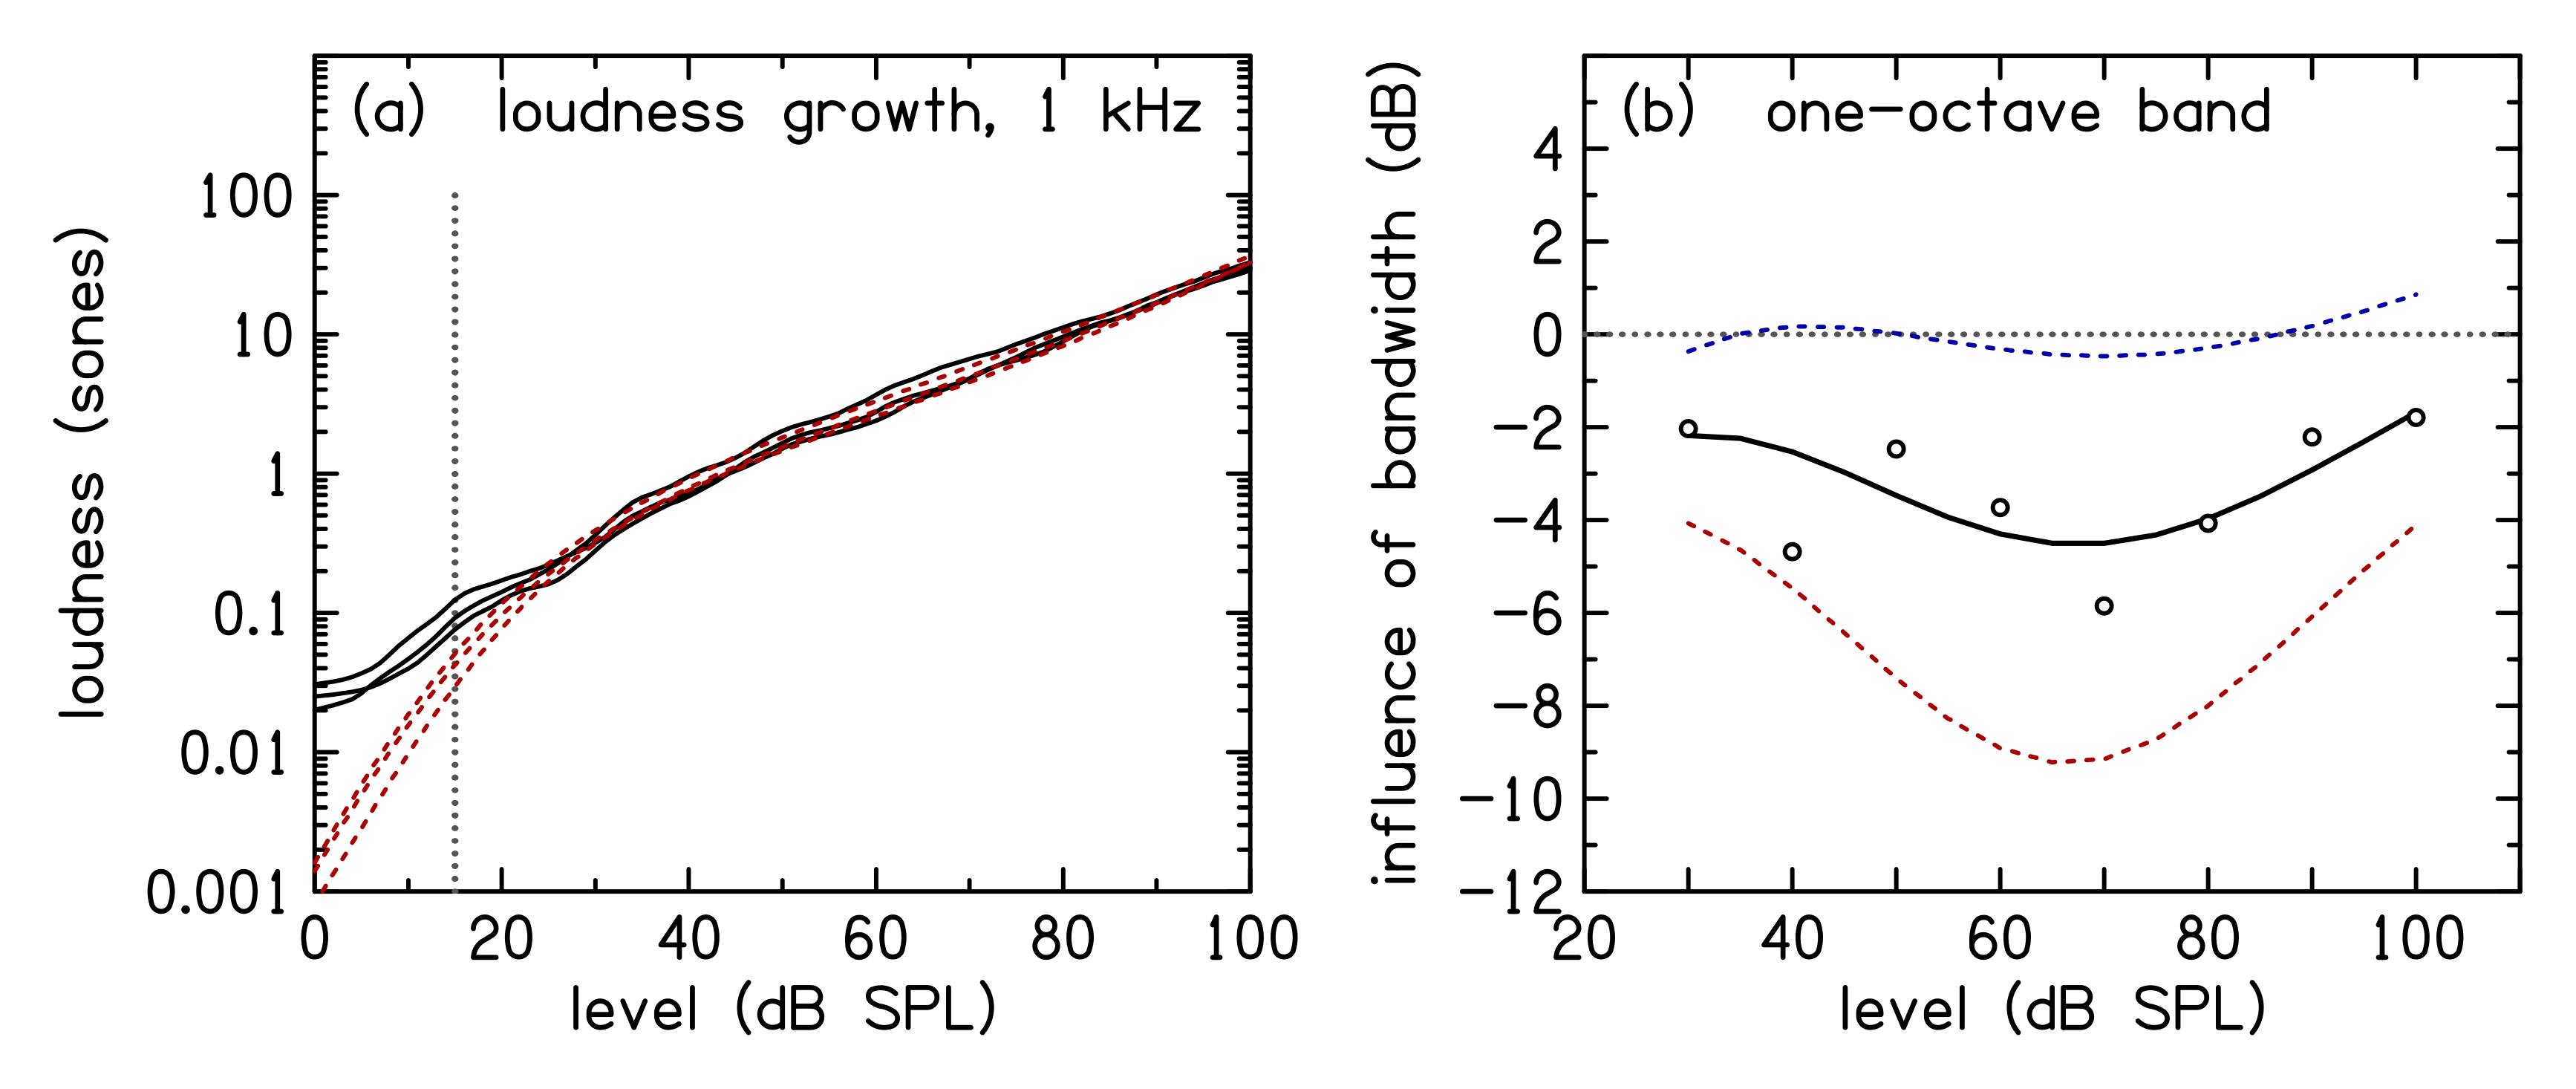 (a) loudness growth, 1 kHz
loudness (sones)
100
10
1
0.1
0.01
0.001
0 20 40 60 80 100
level (dB SPL)
(b) one-octave band
influence of bandwidth (dB)
4
2
0
−2
−4
−6
−8
−10
−12
20 40 60 80 100
level (dB SPL)